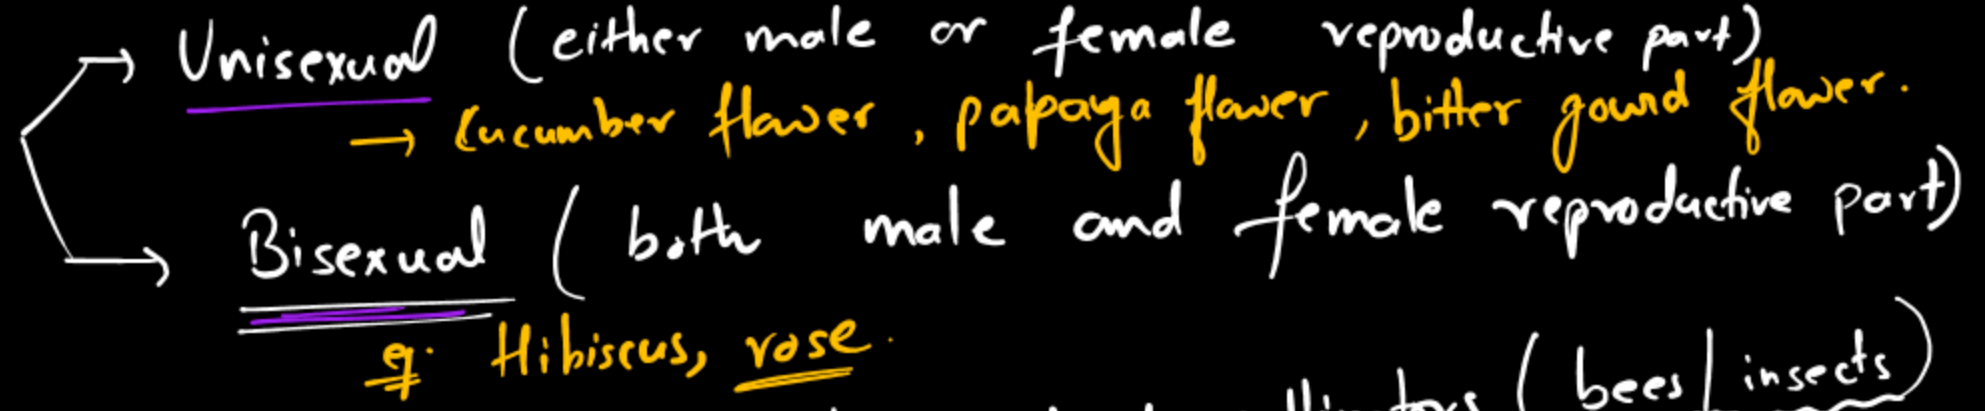 → Unisexual (either male or female reproductive part)
→ Cucumber flower, papaya flower, bitter gourd flower.
→ Bisexual (both male and female reproductive part)
eg. Hibiscus, rose.
(bees/insects)